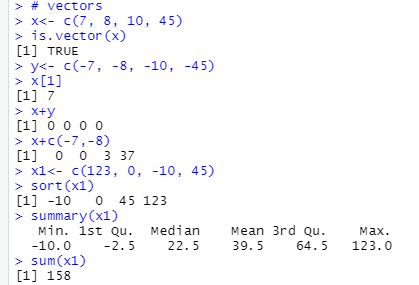 > # vectors
> x<- c(7, 8, 10, 45)
> is.vector(x)
[1] TRUE
> y<- c(-7, -8, -10, -45)
> x[1]
[1] 7
> x+y
[1] 0 0 0 0
> x+c(-7,-8)
[1]  0  0  3 37
> x1<- c(123, 0, -10, 45)
> sort(x1)
[1] -10   0  45 123
> summary(x1)
   Min. 1st Qu.  Median    Mean 3rd Qu.    Max.
  -10.0    -2.5    22.5    39.5    64.5   123.0
> sum(x1)
[1] 158